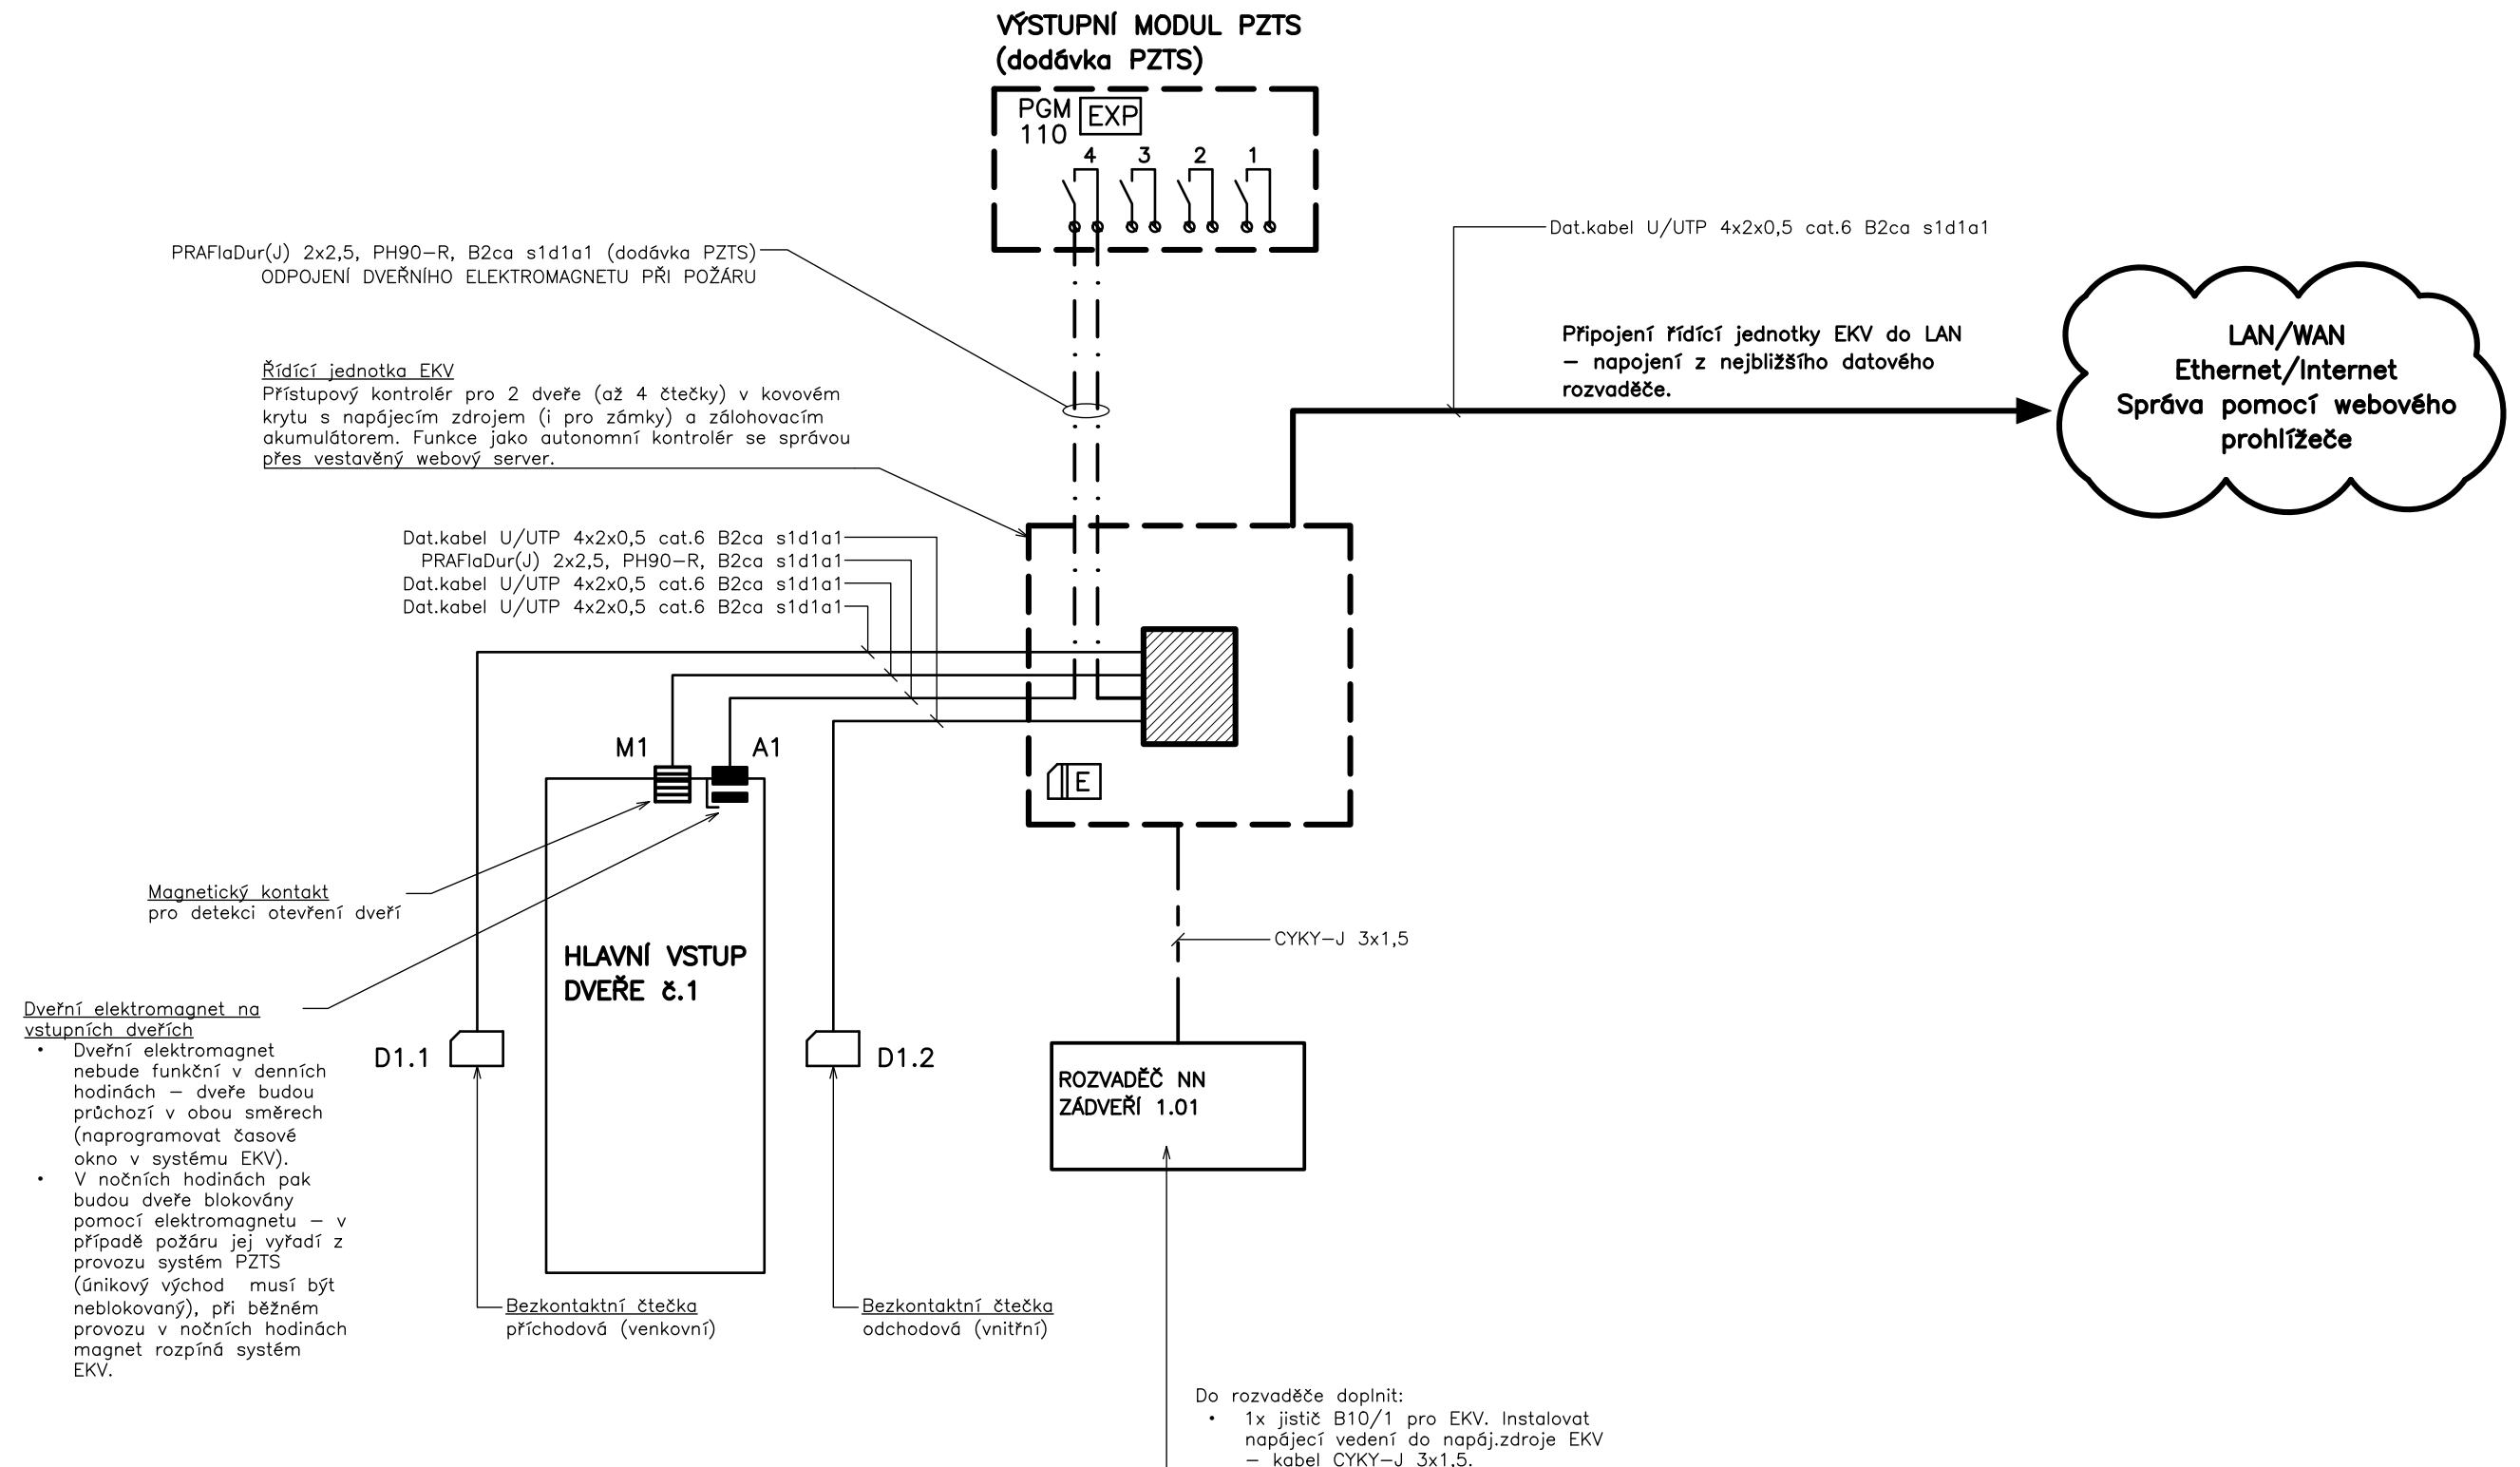 VÝSTUPNÍ MODUL PZTS
(dodávka PZTS)
PGM
110
EXP
4 3 2 1
PRAFlaDur(J) 2x2,5, PH90-R, B2ca s1d1a1 (dodávka PZTS)
ODPOJENÍ DVEŘNÍHO ELEKTROMAGNETU PŘI POŽÁRU
Dat.kabel U/UTP 4x2x0,5 cat.6 B2ca s1d1a1
Připojení řídící jednotky EKV do LAN
– napojení z nejbližšího datového
rozvaděče.
LAN/WAN
Ethernet/Internet
Správa pomocí webového
prohlížeče
Řídící jednotka EKV
Přístupový kontrolér pro 2 dveře (až 4 čtečky) v kovovém
krytu s napájecím zdrojem (i pro zámky) a zálohovacím
akumulátorem. Funkce jako autonomní kontrolér se správou
přes vestavěný webový server.
Dat.kabel U/UTP 4x2x0,5 cat.6 B2ca s1d1a1
PRAFlaDur(J) 2x2,5, PH90-R, B2ca s1d1a1
Dat.kabel U/UTP 4x2x0,5 cat.6 B2ca s1d1a1
Dat.kabel U/UTP 4x2x0,5 cat.6 B2ca s1d1a1
M1
A1
E
Magnetický kontakt
pro detekci otevření dveří
HLAVNÍ VSTUP
DVEŘE č.1
CYKY-J 3x1,5
Dveřní elektromagnet na
vstupních dveřích
• Dveřní elektromagnet
nebude funkční v denních
hodinách – dveře budou
průchozí v obou směrech
(naprogramovat časové
okno v systému EKV).
• V nočních hodinách pak
budou dveře blokovány
pomocí elektromagnetu – v
případě požáru jej vyřadí z
provozu systém PZTS
(únikový východ musí být
neblokovaný), při běžném
provozu v nočních hodinách
magnet rozpíná systém
EKV.
D1.1
D1.2
ROZVADĚČ NN
ZÁDVEŘÍ 1.01
Bezkontaktní čtečka
příchodová (venkovní)
Bezkontaktní čtečka
odchodová (vnitřní)
Do rozvaděče doplnit:
• 1x jistič B10/1 pro EKV. Instalovat
napájecí vedení do napáj.zdroje EKV
– kabel CYKY-J 3x1,5.